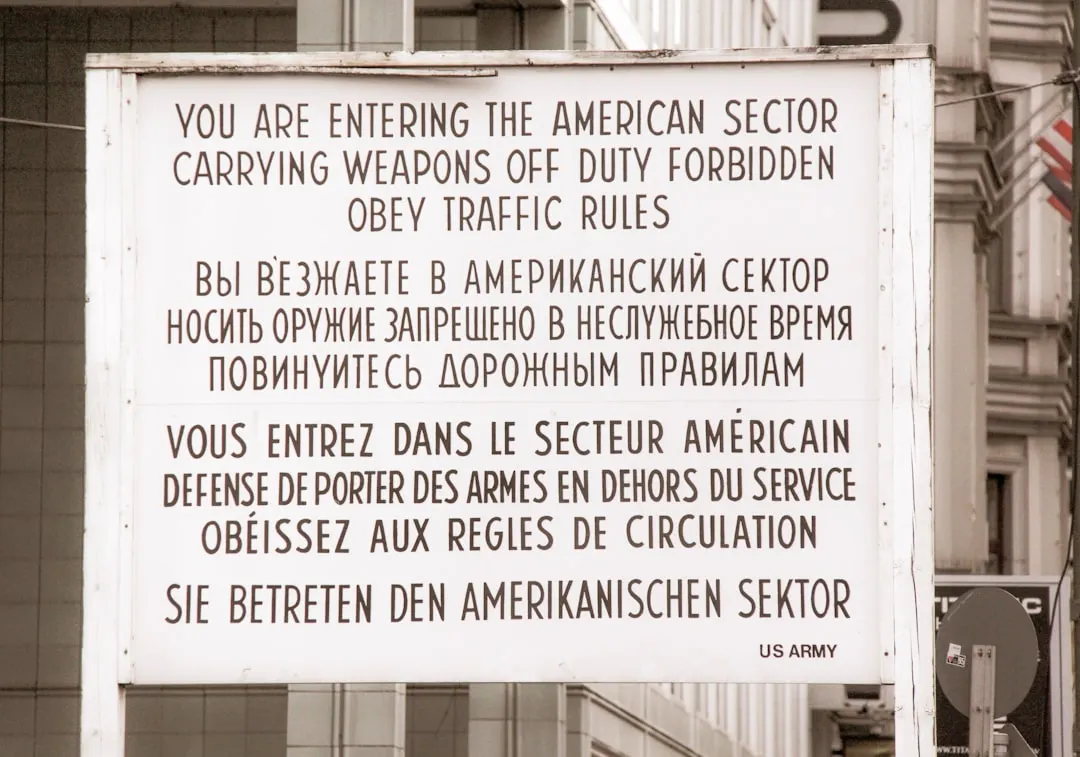 YOU ARE ENTERING THE AMERICAN SECTOR
CARRYING WEAPONS OFF DUTY FORBIDDEN
OBEY TRAFFIC RULES
ВЫ В'ЕЗЖАЕТЕ В АМЕРИКАНСКИЙ СЕКТОР
НОСИТЬ ОРУЖИЕ ЗАПРЕЩЕНО В НЕСЛУЖЕБНОЕ ВРЕМЯ
ПОВИНУИТЕСЬ ДОРОЖНЫМ ПРАВИЛАМ
VOUS ENTREZ DANS LE SECTEUR AMÉRICAIN
DEFENSE DE PORTER DES ARMES EN DEHORS DU SERVICE
OBÉISSEZ AUX REGLES DE CIRCULATION
SIE BETRETEN DEN AMERIKANISCHEN SEKTOR
US ARMY